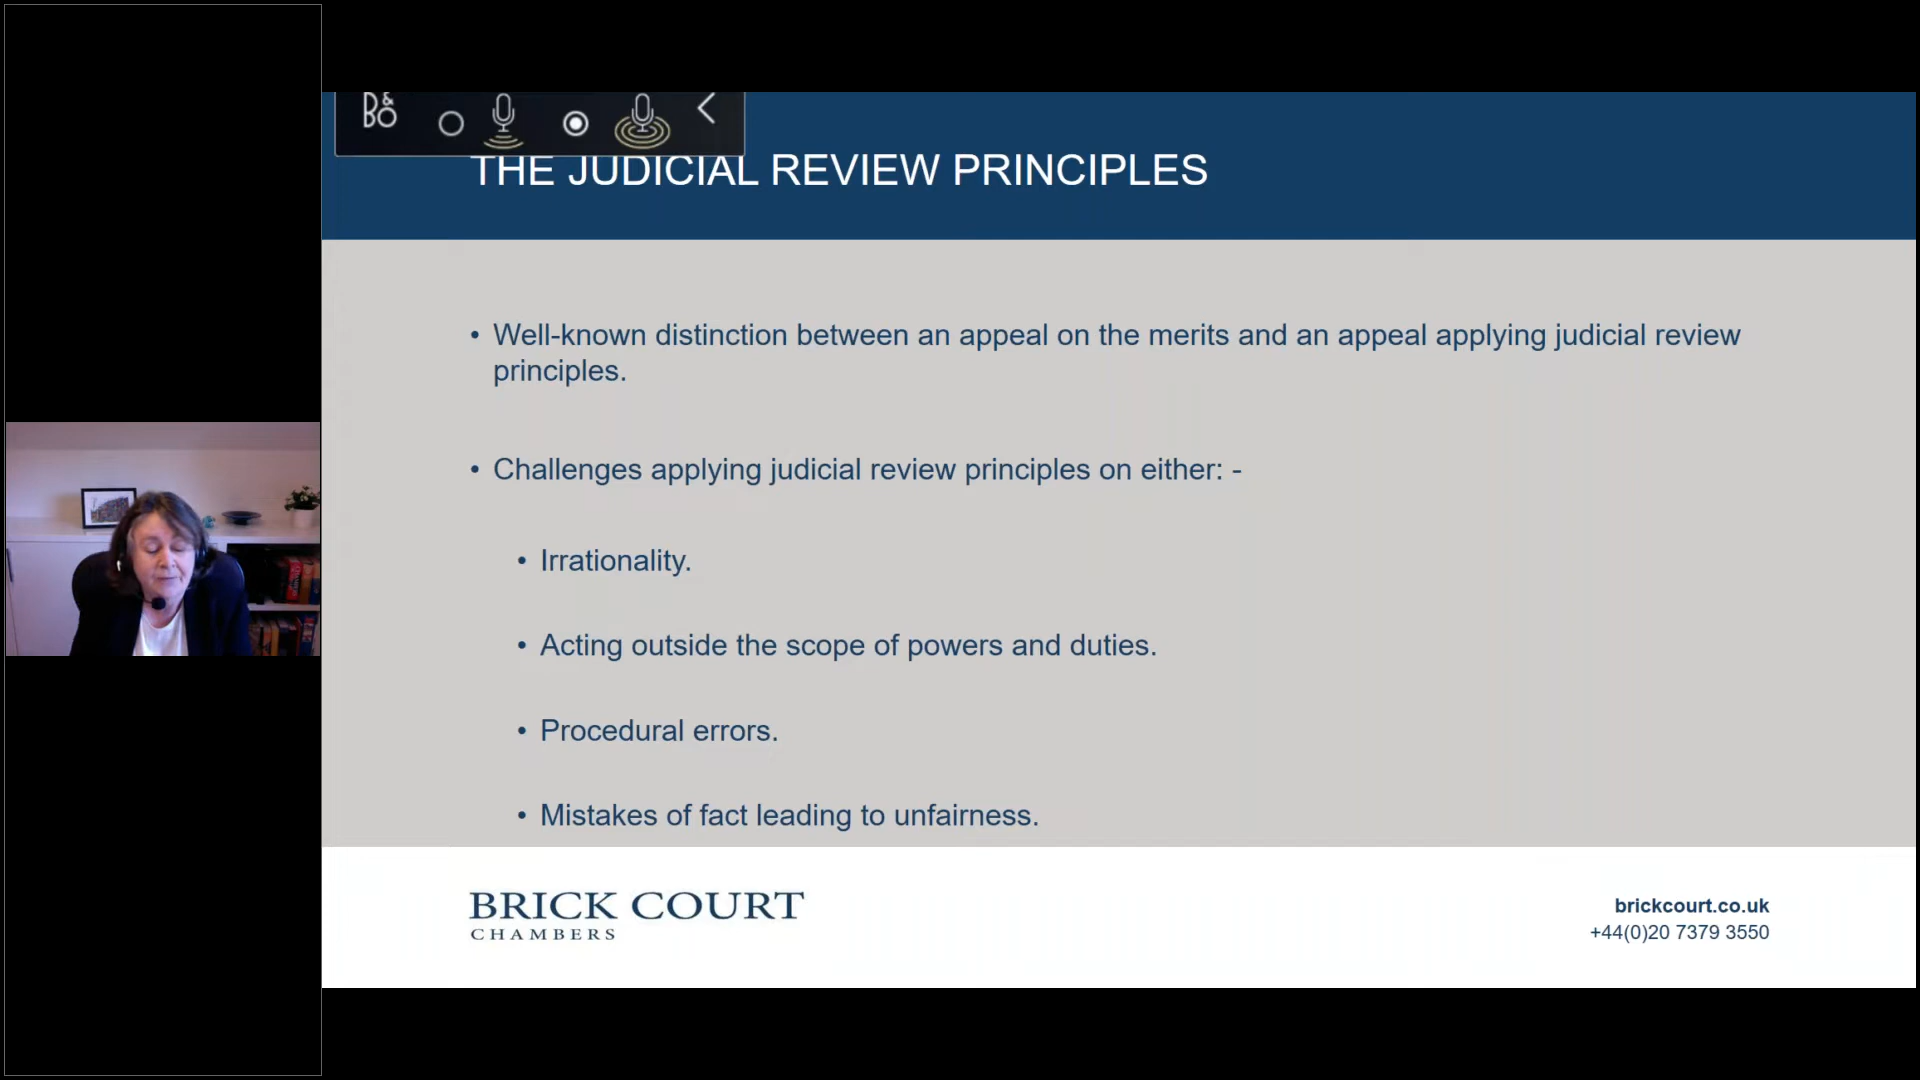 B&O
THE JUDICIAL REVIEW PRINCIPLES
• Well-known distinction between an appeal on the merits and an appeal applying judicial review
principles.
• Challenges applying judicial review principles on either: -
• Irrationality.
• Acting outside the scope of powers and duties.
• Procedural errors.
• Mistakes of fact leading to unfairness.
BRICK COURT
CHAMBERS
brickcourt.co.uk
+44(0)20 7379 3550